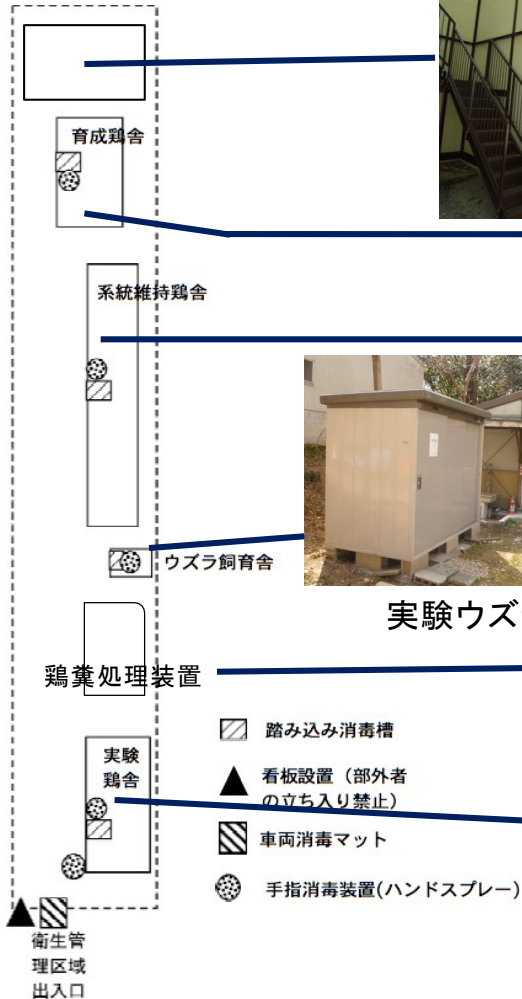 育成鶏舎
系統維持鶏舎
ウズラ飼育舎
実験ウズ
鶏糞処理装置
実験
鶏舎
踏み込み消毒槽
看板設置（部外者
の立ち入り禁止）
車両消毒マット
手指消毒装置(ハンドスプレー)
衛生管
理区域
出入口